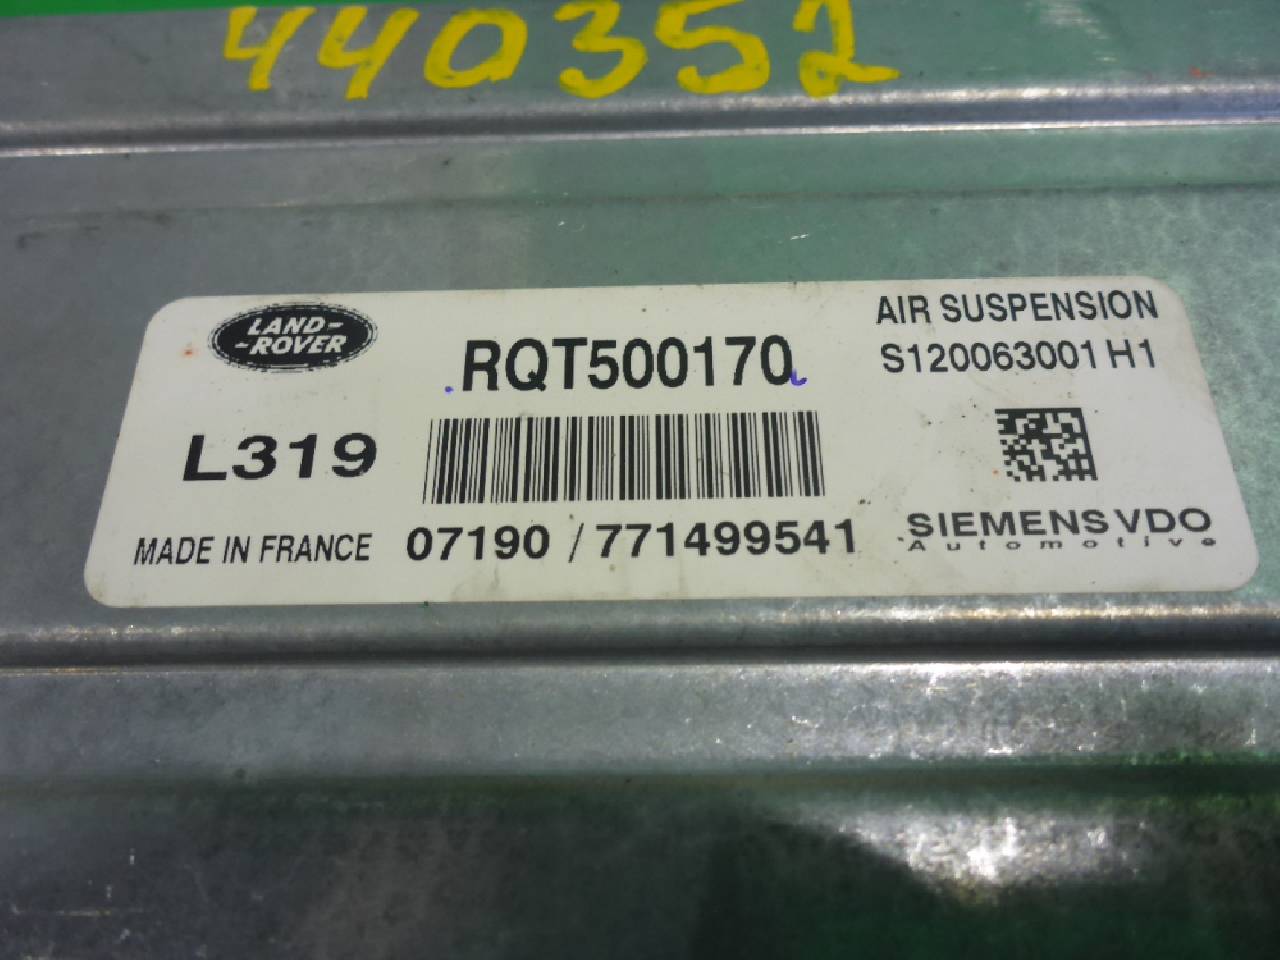 440352
LAND-
-ROVER
RQT500170
AIR SUSPENSION
S120063001 H1
L319
MADE IN FRANCE
07190 / 771499541
SIEMENS VDO
Automotive